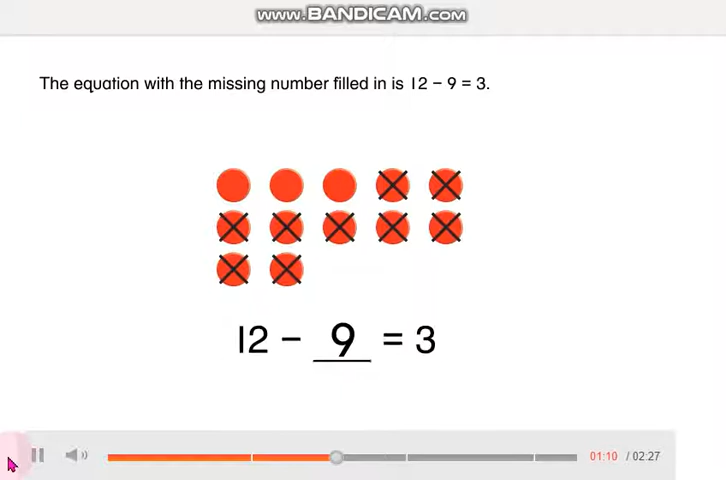 www.BANDICAM.com
The equation with the missing number filled in is 12 − 9 = 3.
12 − 9 = 3
01:10 / 02:27